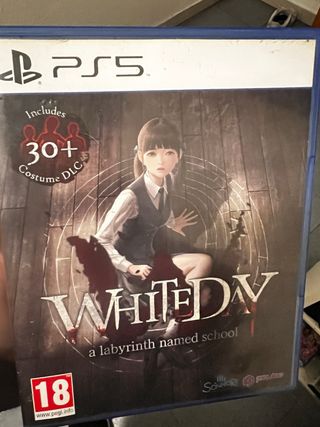 PS5
Includes
30+
Costume DLC
WHITEDAY
a labyrinth named school
18
www.pegi.info